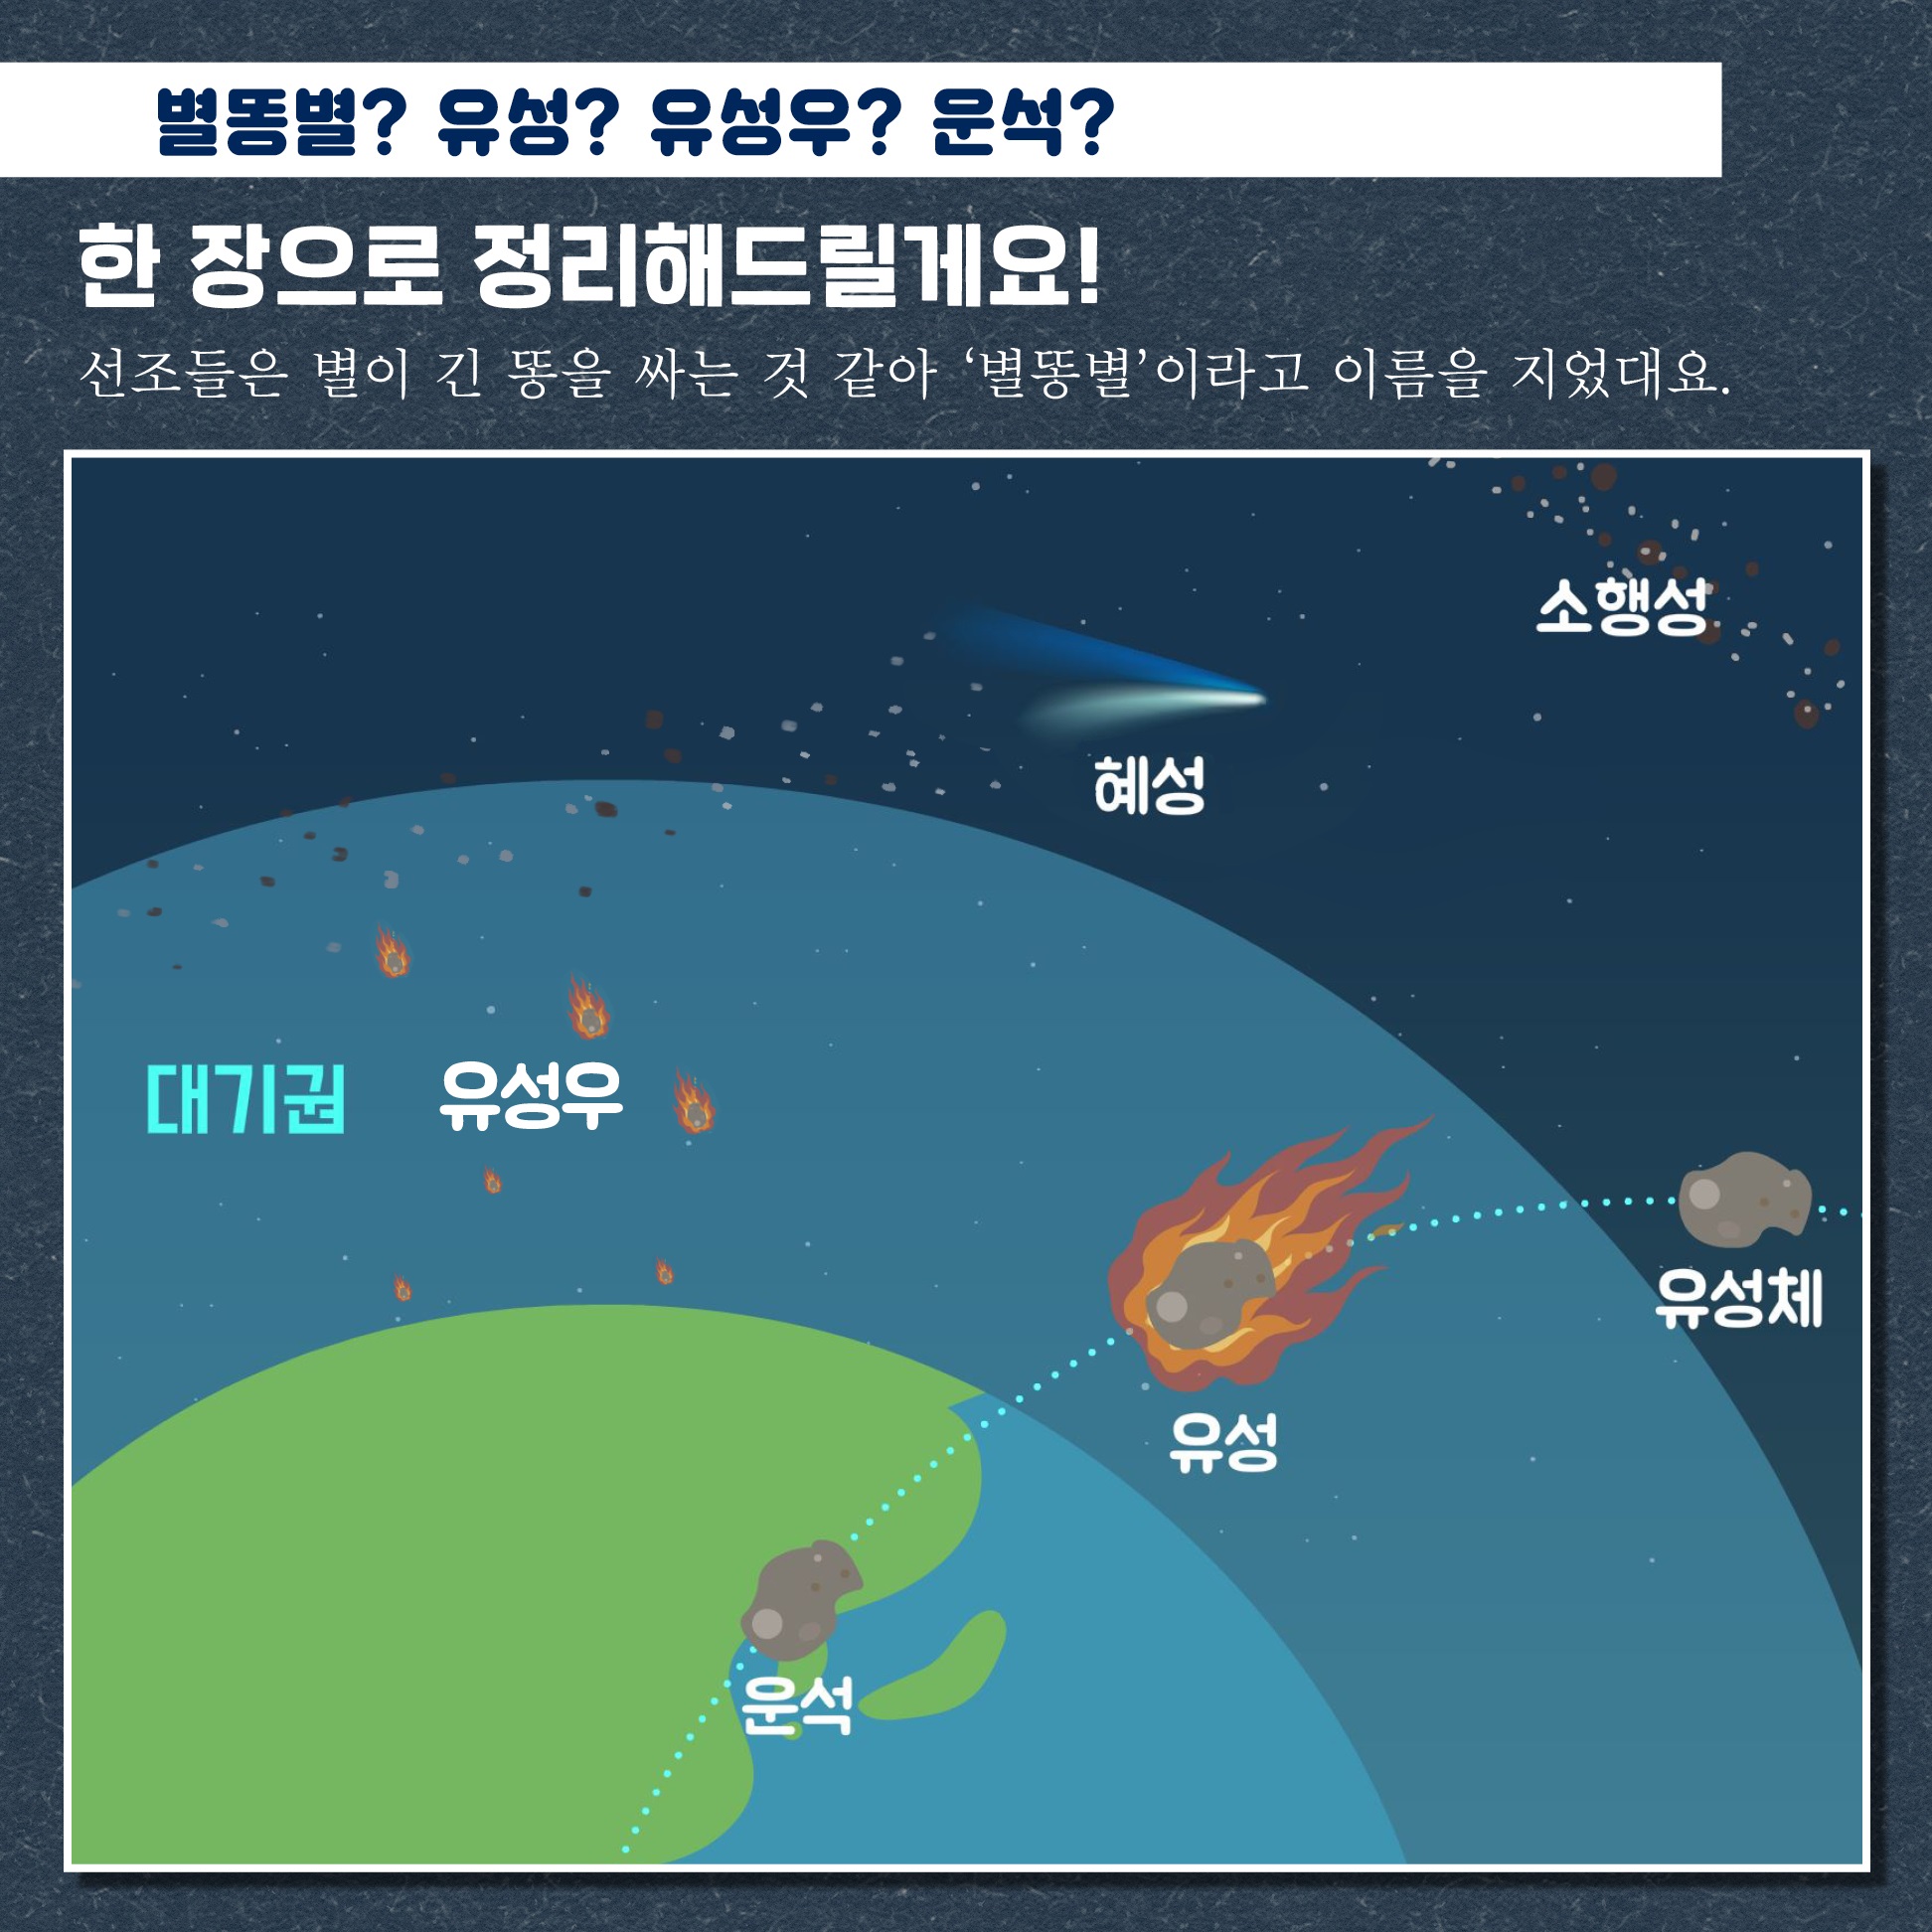 별똥별? 유성? 유성우? 운석?
한 장으로 정리해드릴게요!
선조들은 별이 긴 똥을 싸는 것 같아 ‘별똥별’이라고 이름을 지었대요.
소행성
혜성
대기권
유성우
유성체
유성
운석